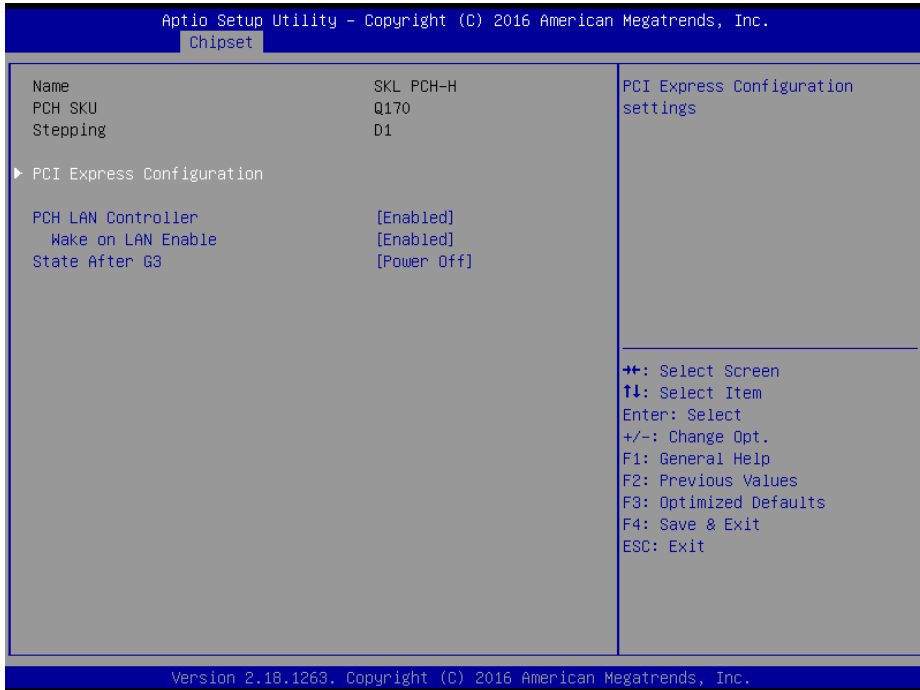 Aptio Setup Utility – Copyright (C) 2016 American Megatrends, Inc.
Chipset
Name SKL PCH-H
PCH SKU Q170
Stepping D1
PCI Express Configuration
PCH LAN Controller [Enabled]
Wake on LAN Enable [Enabled]
State After G3 [Power Off]
PCI Express Configuration
settings
→←: Select Screen
↑↓: Select Item
Enter: Select
+/-: Change Opt.
F1: General Help
F2: Previous Values
F3: Optimized Defaults
F4: Save & Exit
ESC: Exit
Version 2.18.1263. Copyright (C) 2016 American Megatrends, Inc.